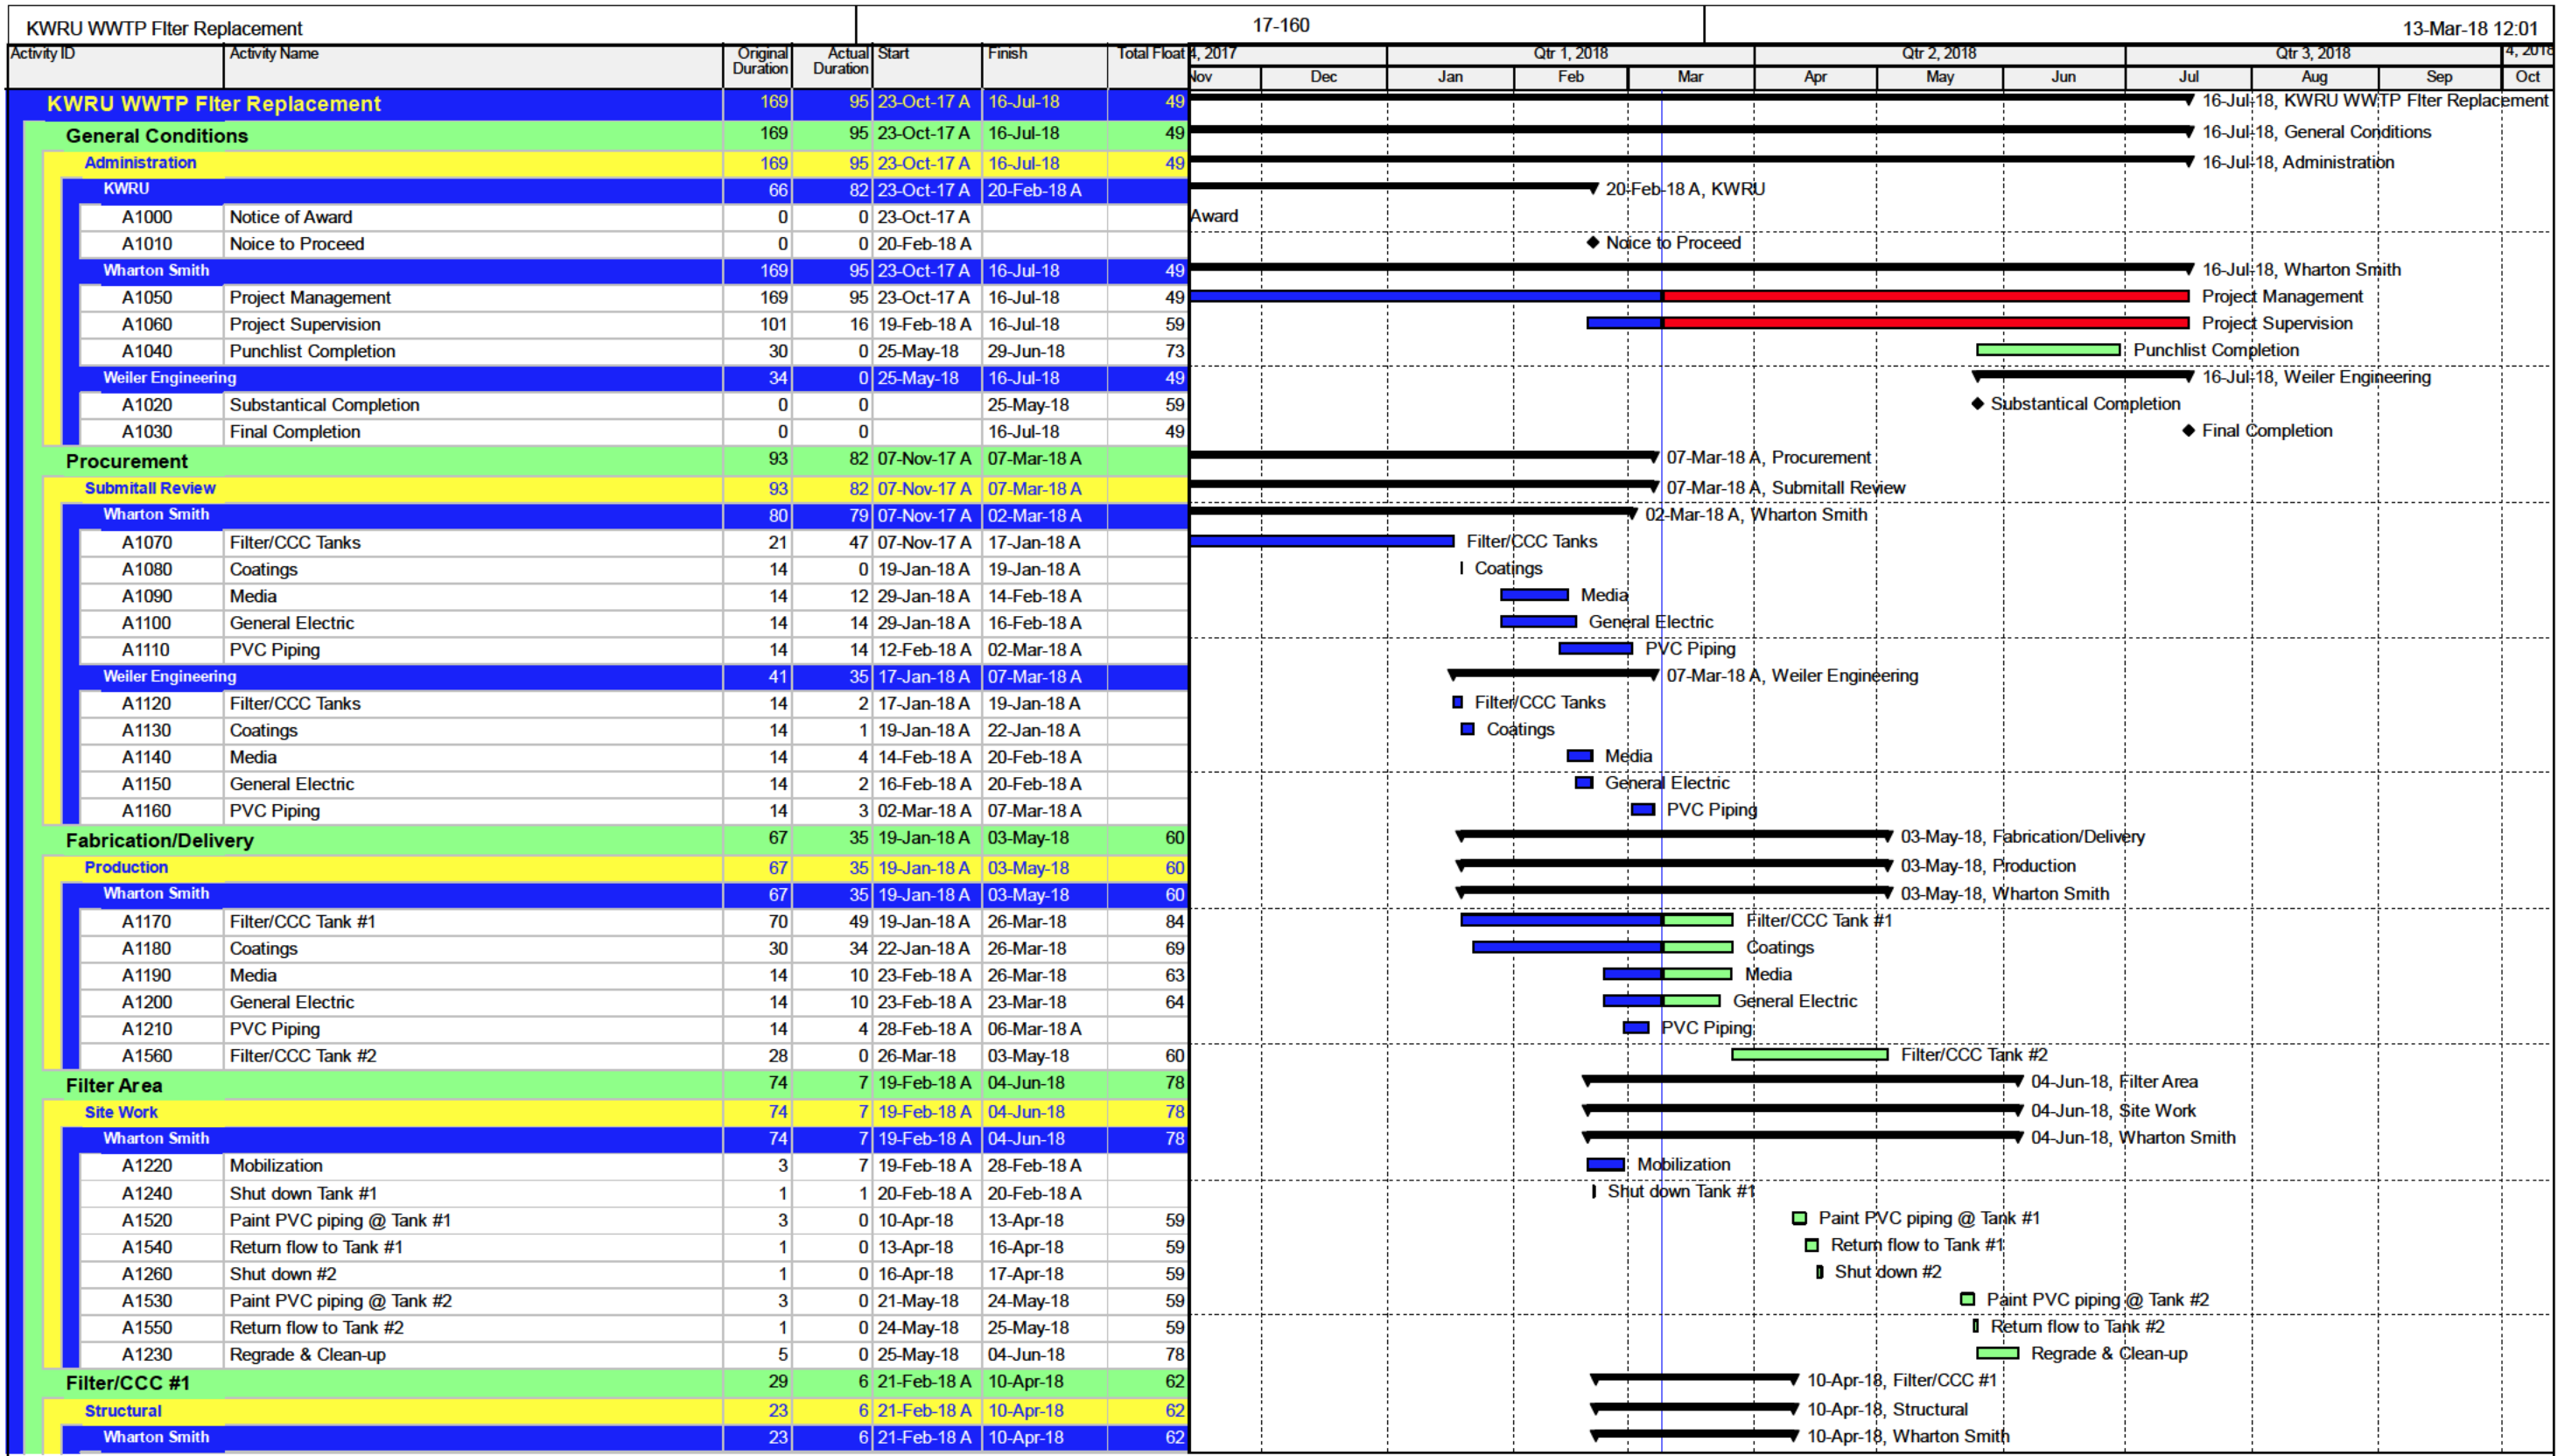 KWRU WWTP Flter Replacement 17-160 13-Mar-18 12:01
Activity ID Activity Name Original Duration Actual Duration Start Finish Total Float 4, 2017 Qtr 1, 2018 Qtr 2, 2018 Qtr 3, 2018 4, 2018
Nov Dec Jan Feb Mar Apr May Jun Jul Aug Sep Oct
KWRU WWTP Flter Replacement 169 95 23-Oct-17 A 16-Jul-18 49 16-Jul-18, KWRU WWTP Flter Replacement
General Conditions 169 95 23-Oct-17 A 16-Jul-18 49 16-Jul-18, General Conditions
Administration 169 95 23-Oct-17 A 16-Jul-18 49 16-Jul-18, Administration
KWRU 66 82 23-Oct-17 A 20-Feb-18 A 20-Feb-18 A, KWRU
A1000 Notice of Award 0 0 23-Oct-17 A Award
A1010 Noice to Proceed 0 0 20-Feb-18 A Noice to Proceed
Wharton Smith 169 95 23-Oct-17 A 16-Jul-18 49 16-Jul-18, Wharton Smith
A1050 Project Management 169 95 23-Oct-17 A 16-Jul-18 49 Project Management
A1060 Project Supervision 101 16 19-Feb-18 A 16-Jul-18 59 Project Supervision
A1040 Punchlist Completion 30 0 25-May-18 29-Jun-18 73 Punchlist Completion
Weiler Engineering 34 0 25-May-18 16-Jul-18 49 16-Jul-18, Weiler Engineering
A1020 Substantical Completion 0 0 25-May-18 59 Substantical Completion
A1030 Final Completion 0 0 16-Jul-18 49 Final Completion
Procurement 93 82 07-Nov-17 A 07-Mar-18 A 07-Mar-18 A, Procurement
Submitall Review 93 82 07-Nov-17 A 07-Mar-18 A 07-Mar-18 A, Submitall Review
Wharton Smith 80 79 07-Nov-17 A 02-Mar-18 A 02-Mar-18 A, Wharton Smith
A1070 Filter/CCC Tanks 21 47 07-Nov-17 A 17-Jan-18 A Filter/CCC Tanks
A1080 Coatings 14 0 19-Jan-18 A 19-Jan-18 A Coatings
A1090 Media 14 12 29-Jan-18 A 14-Feb-18 A Media
A1100 General Electric 14 14 29-Jan-18 A 16-Feb-18 A General Electric
A1110 PVC Piping 14 14 12-Feb-18 A 02-Mar-18 A PVC Piping
Weiler Engineering 41 35 17-Jan-18 A 07-Mar-18 A 07-Mar-18 A, Weiler Engineering
A1120 Filter/CCC Tanks 14 2 17-Jan-18 A 19-Jan-18 A Filter/CCC Tanks
A1130 Coatings 14 1 19-Jan-18 A 22-Jan-18 A Coatings
A1140 Media 14 4 14-Feb-18 A 20-Feb-18 A Media
A1150 General Electric 14 2 16-Feb-18 A 20-Feb-18 A General Electric
A1160 PVC Piping 14 3 02-Mar-18 A 07-Mar-18 A PVC Piping
Fabrication/Delivery 67 35 19-Jan-18 A 03-May-18 60 03-May-18, Fabrication/Delivery
Production 67 35 19-Jan-18 A 03-May-18 60 03-May-18, Production
Wharton Smith 67 35 19-Jan-18 A 03-May-18 60 03-May-18, Wharton Smith
A1170 Filter/CCC Tank #1 70 49 19-Jan-18 A 26-Mar-18 84 Filter/CCC Tank #1
A1180 Coatings 30 34 22-Jan-18 A 26-Mar-18 69 Coatings
A1190 Media 14 10 23-Feb-18 A 26-Mar-18 63 Media
A1200 General Electric 14 10 23-Feb-18 A 23-Mar-18 64 General Electric
A1210 PVC Piping 14 4 28-Feb-18 A 06-Mar-18 A PVC Piping
A1560 Filter/CCC Tank #2 28 0 26-Mar-18 03-May-18 60 Filter/CCC Tank #2
Filter Area 74 7 19-Feb-18 A 04-Jun-18 78 04-Jun-18, Filter Area
Site Work 74 7 19-Feb-18 A 04-Jun-18 78 04-Jun-18, Site Work
Wharton Smith 74 7 19-Feb-18 A 04-Jun-18 78 04-Jun-18, Wharton Smith
A1220 Mobilization 3 7 19-Feb-18 A 28-Feb-18 A Mobilization
A1240 Shut down Tank #1 1 1 20-Feb-18 A 20-Feb-18 A Shut down Tank #1
A1520 Paint PVC piping @ Tank #1 3 0 10-Apr-18 13-Apr-18 59 Paint PVC piping @ Tank #1
A1540 Return flow to Tank #1 1 0 13-Apr-18 16-Apr-18 59 Return flow to Tank #1
A1260 Shut down #2 1 0 16-Apr-18 17-Apr-18 59 Shut down #2
A1530 Paint PVC piping @ Tank #2 3 0 21-May-18 24-May-18 59 Paint PVC piping @ Tank #2
A1550 Return flow to Tank #2 1 0 24-May-18 25-May-18 59 Return flow to Tank #2
A1230 Regrade & Clean-up 5 0 25-May-18 04-Jun-18 78 Regrade & Clean-up
Filter/CCC #1 29 6 21-Feb-18 A 10-Apr-18 62 10-Apr-18, Filter/CCC #1
Structural 23 6 21-Feb-18 A 10-Apr-18 62 10-Apr-18, Structural
Wharton Smith 23 6 21-Feb-18 A 10-Apr-18 62 10-Apr-18, Wharton Smith